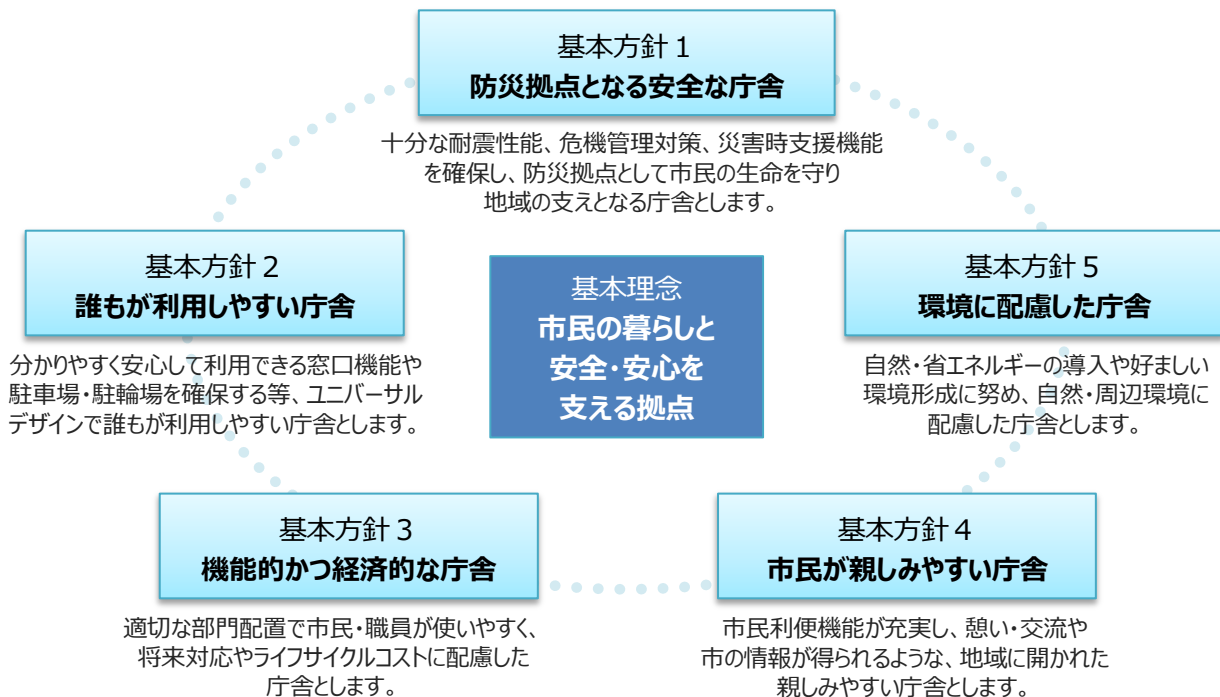 基本方針１
防災拠点となる安全な庁舎
十分な耐震性能、危機管理対策、災害時支援機能
を確保し、防災拠点として市民の生命を守り
地域の支えとなる庁舎とします。
基本方針２
誰もが利用しやすい庁舎
分かりやすく安心して利用できる窓口機能や
駐車場・駐輪場を確保する等、ユニバーサル
デザインで誰もが利用しやすい庁舎とします。
基本理念
市民の暮らしと
安全・安心を
支える拠点
基本方針５
環境に配慮した庁舎
自然・省エネルギーの導入や好ましい
環境形成に努め、自然・周辺環境に
配慮した庁舎とします。
基本方針３
機能的かつ経済的な庁舎
適切な部門配置で市民・職員が使いやすく、
将来対応やライフサイクルコストに配慮した
庁舎とします。
基本方針４
市民が親しみやすい庁舎
市民利便機能が充実し、憩い・交流や
市の情報が得られるような、地域に開かれた
親しみやすい庁舎とします。